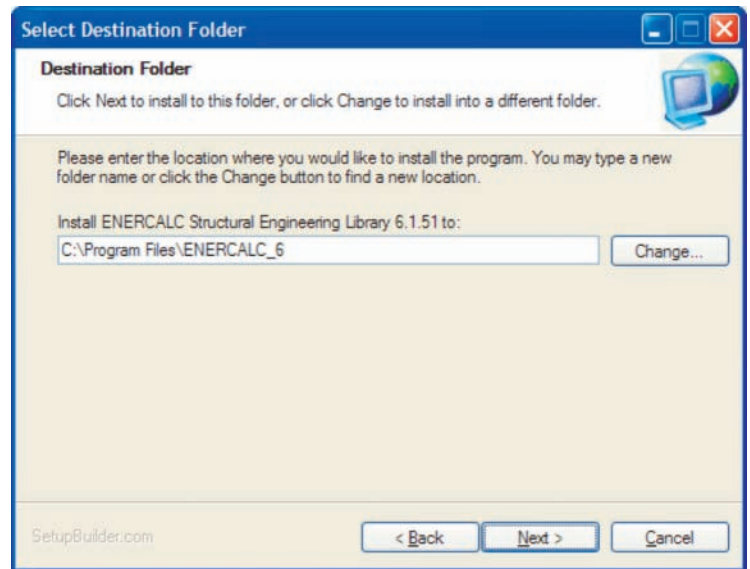 Select Destination Folder
Destination Folder
Click Next to install to this folder, or click Change to install into a different folder.
Please enter the location where you would like to install the program. You may type a new
folder name or click the Change button to find a new location.
Install ENERCALC Structural Engineering Library 6.1.51 to:
C:\Program Files\ENERCALC_6
Change...
SetupBuilder.com
< Back
Next >
Cancel